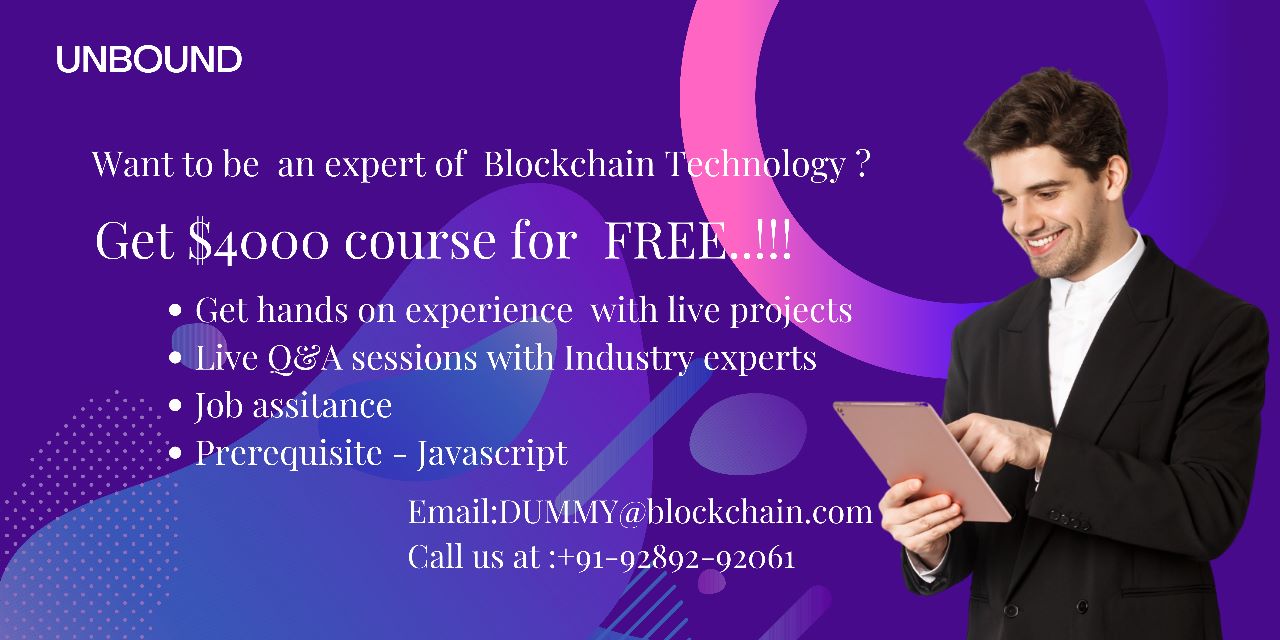 UNBOUND
Want to be an expert of Blockchain Technology ?
Get $4000 course for FREE..!!!
• Get hands on experience with live projects
• Live Q&A sessions with Industry experts
• Job assitance
• Prerequisite - Javascript
Email:DUMMY@blockchain.com
Call us at :+91-92892-92061